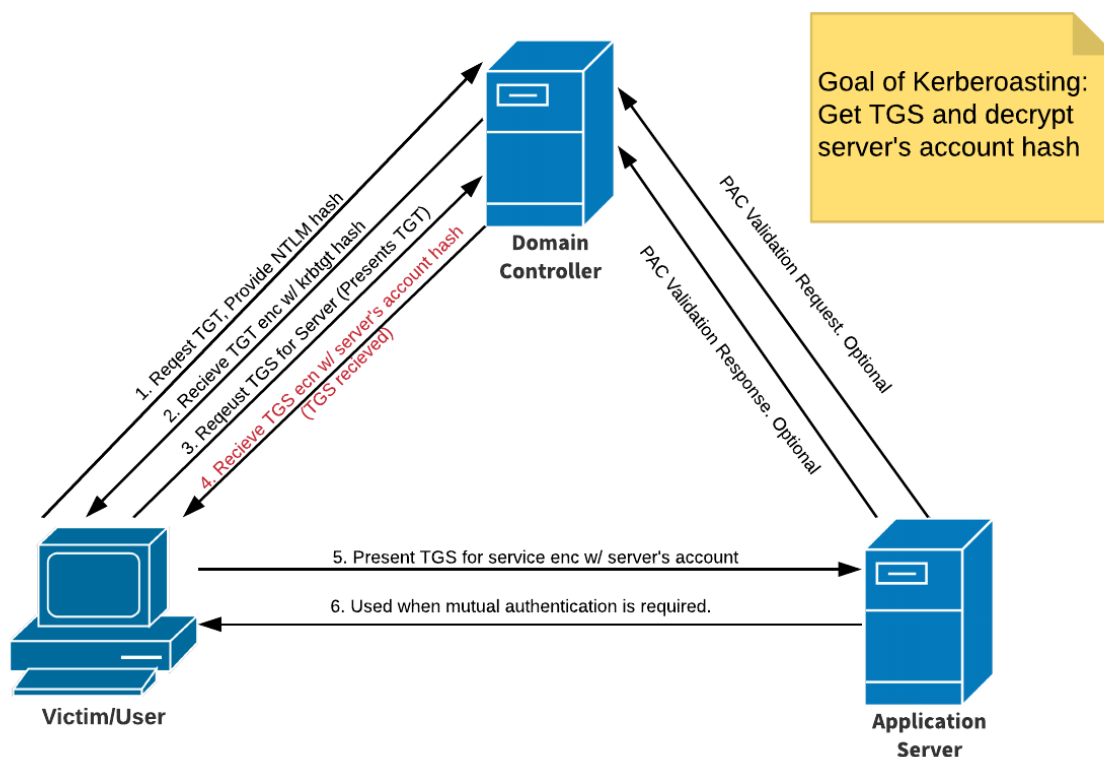 Goal of Kerberoasting:
Get TGS and decrypt
server's account hash
Domain
Controller
1. Reqest TGT, Provide NTLM hash
2. Recieve TGT enc w/ krbtgt hash
3. Reqeust TGS for Server (Presents TGT)
4. Recieve TGS ecn w/ server's account hash
(TGS recieved)
PAC Validation Request. Optional
PAC Validation Response. Optional
5. Present TGS for service enc w/ server's account
6. Used when mutual authentication is required.
Victim/User
Application
Server